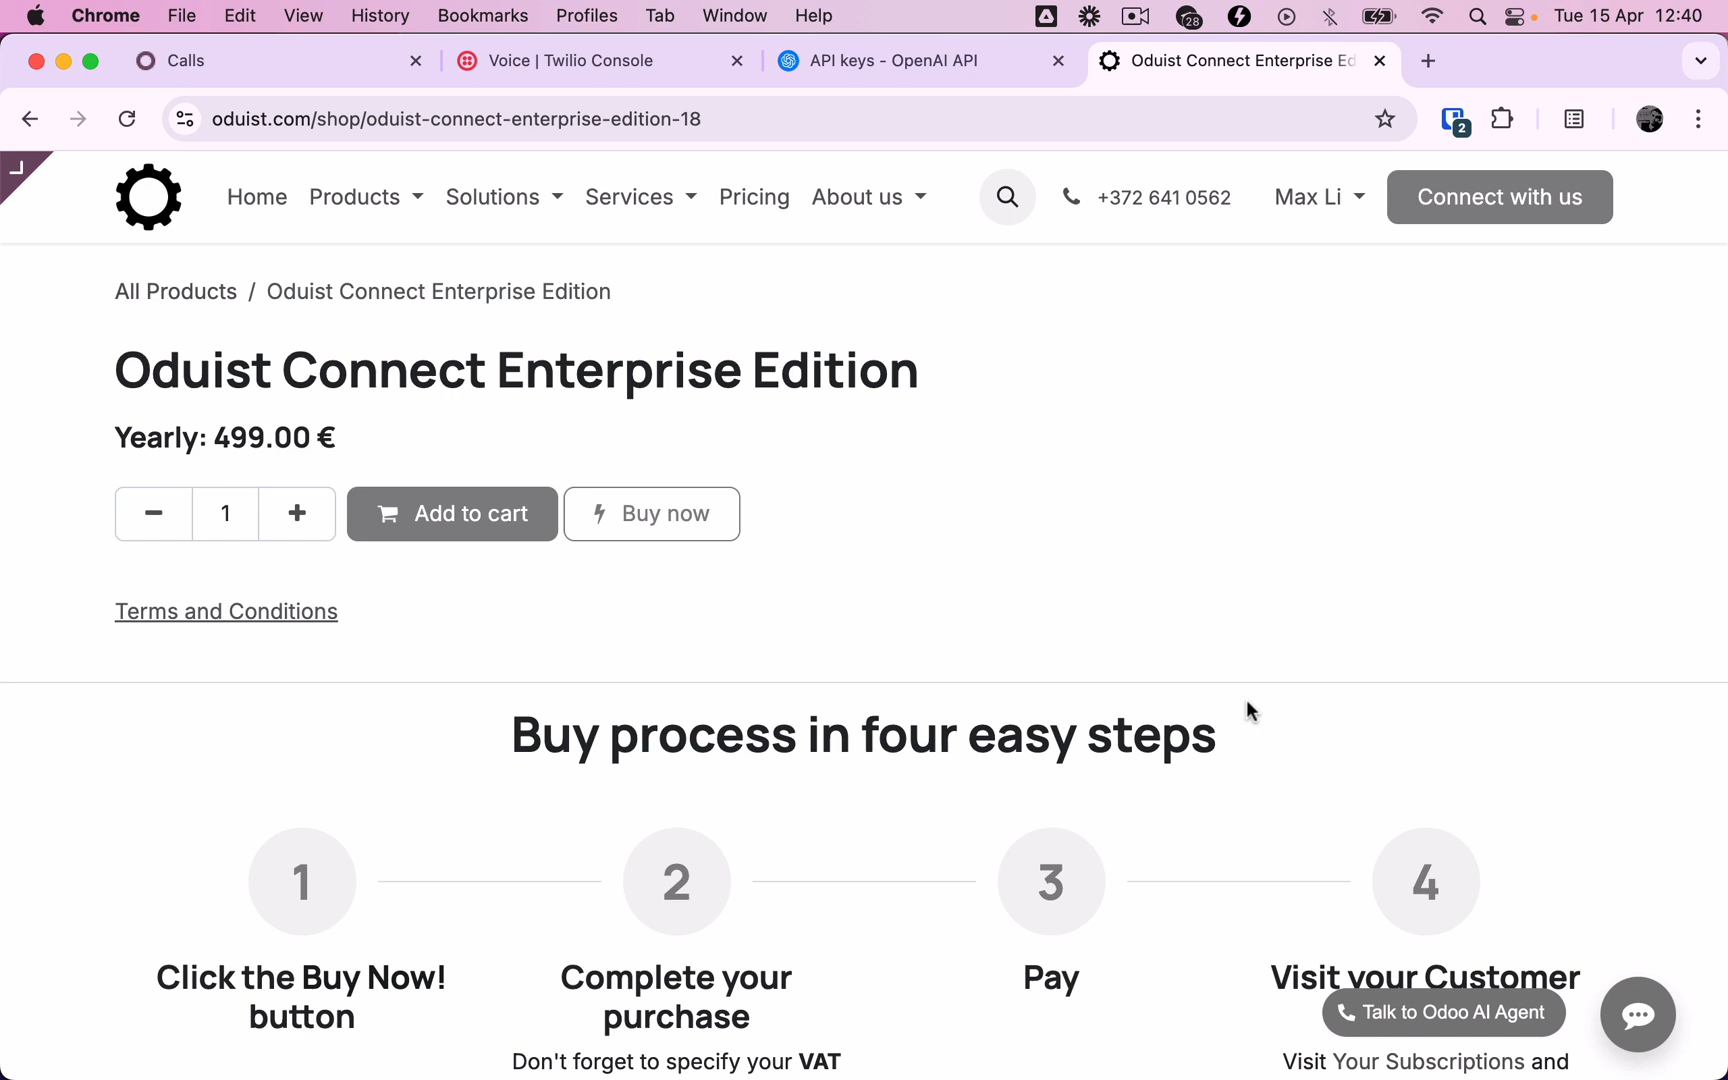 Chrome File Edit View History Bookmarks Profiles Tab Window Help 28 Tue 15 Apr 12:40
Calls Voice | Twilio Console API keys - OpenAI API Oduist Connect Enterprise Ed
oduist.com/shop/oduist-connect-enterprise-edition-18 2
Home Products Solutions Services Pricing About us +372 641 0562 Max Li Connect with us
All Products / Oduist Connect Enterprise Edition
Oduist Connect Enterprise Edition
Yearly: 499.00 €
1 Add to cart Buy now
Terms and Conditions
Buy process in four easy steps
1 2 3 4
Click the Buy Now!
button
Complete your
purchase
Don't forget to specify your VAT
Pay
Visit your Customer
Talk to Odoo AI Agent
Visit Your Subscriptions and